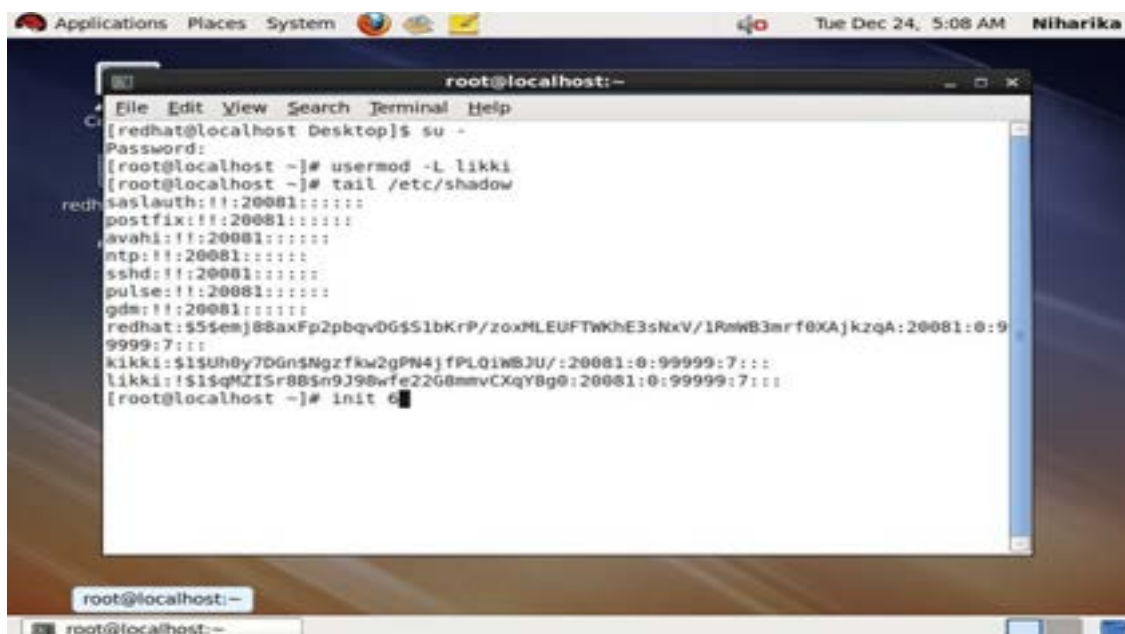 Applications Places System Tue Dec 24, 5:08 AM Niharika
root@localhost:~
File Edit View Search Terminal Help
[redhat@localhost Desktop]$ su -
Password:
[root@localhost ~]# usermod -L likki
[root@localhost ~]# tail /etc/shadow
saslauth:!!:20081::::::
postfix:!!:20081::::::
avahi:!!:20081::::::
ntp:!!:20081::::::
sshd:!!:20081::::::
pulse:!!:20081::::::
gdm:!!:20081::::::
redhat:$5$emj88axFp2pbqvDG$S1bKrP/zoxMLEUFTWKhE3sNxV/1RmWB3mrf0XAjkzqA:20081:0:9
9999:7:::
kikki:$1$Uh0y7DGn$Ngzfkw2gPN4jfPLQiWBJU/:20081:0:99999:7:::
likki:!$1$qMZISr8B$n9J98wfe22G8mmvCXqY8g0:20081:0:99999:7:::
[root@localhost ~]# init 6
redh
root@localhost:~
root@localhost:~